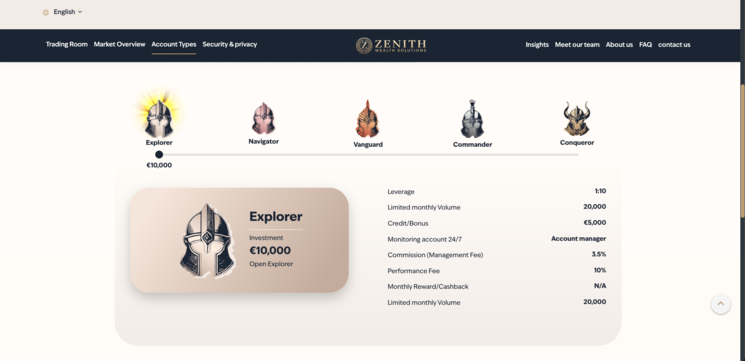 English
Trading Room Market Overview Account Types Security & privacy
ZENITH
WEALTH SOLUTIONS
Insights Meet our team About us FAQ contact us
Explorer
Navigator
Vanguard
Commander
Conqueror
€10,000
Explorer
Investment
€10,000
Open Explorer
Leverage 1:10
Limited monthly Volume 20,000
Credit/Bonus €5,000
Monitoring account 24/7 Account manager
Commission (Management Fee) 3.5%
Performance Fee 10%
Monthly Reward/Cashback N/A
Limited monthly Volume 20,000